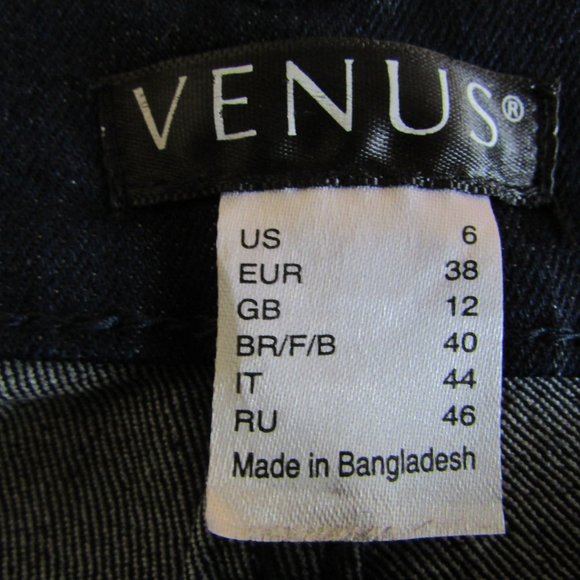 VENUS®
US 6
EUR 38
GB 12
BR/F/B 40
IT 44
RU 46
Made in Bangladesh